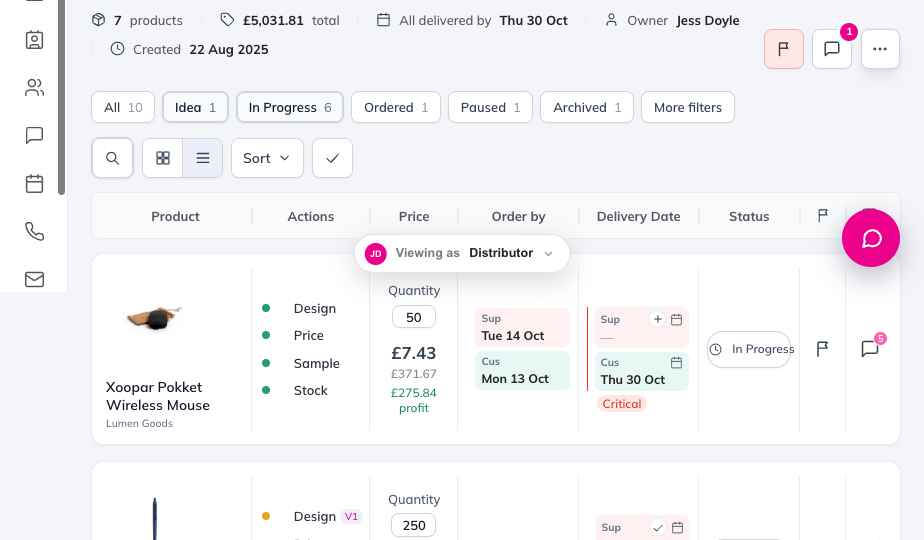 7 products £5,031.81 total All delivered by Thu 30 Oct Owner Jess Doyle
Created 22 Aug 2025
1
All 10 Idea 1 In Progress 6 Ordered 1 Paused 1 Archived 1 More filters
Sort
Product Actions Price Order by Delivery Date Status
JD Viewing as Distributor
Quantity
50
£7.43
£371.67
£275.84
profit
Design
Price
Sample
Stock
Sup
Tue 14 Oct
Cus
Mon 13 Oct
Sup
—
Cus
Thu 30 Oct
Critical
In Progress
5
Xoopar Pokket
Wireless Mouse
Lumen Goods
Design V1
Quantity
250
Sup